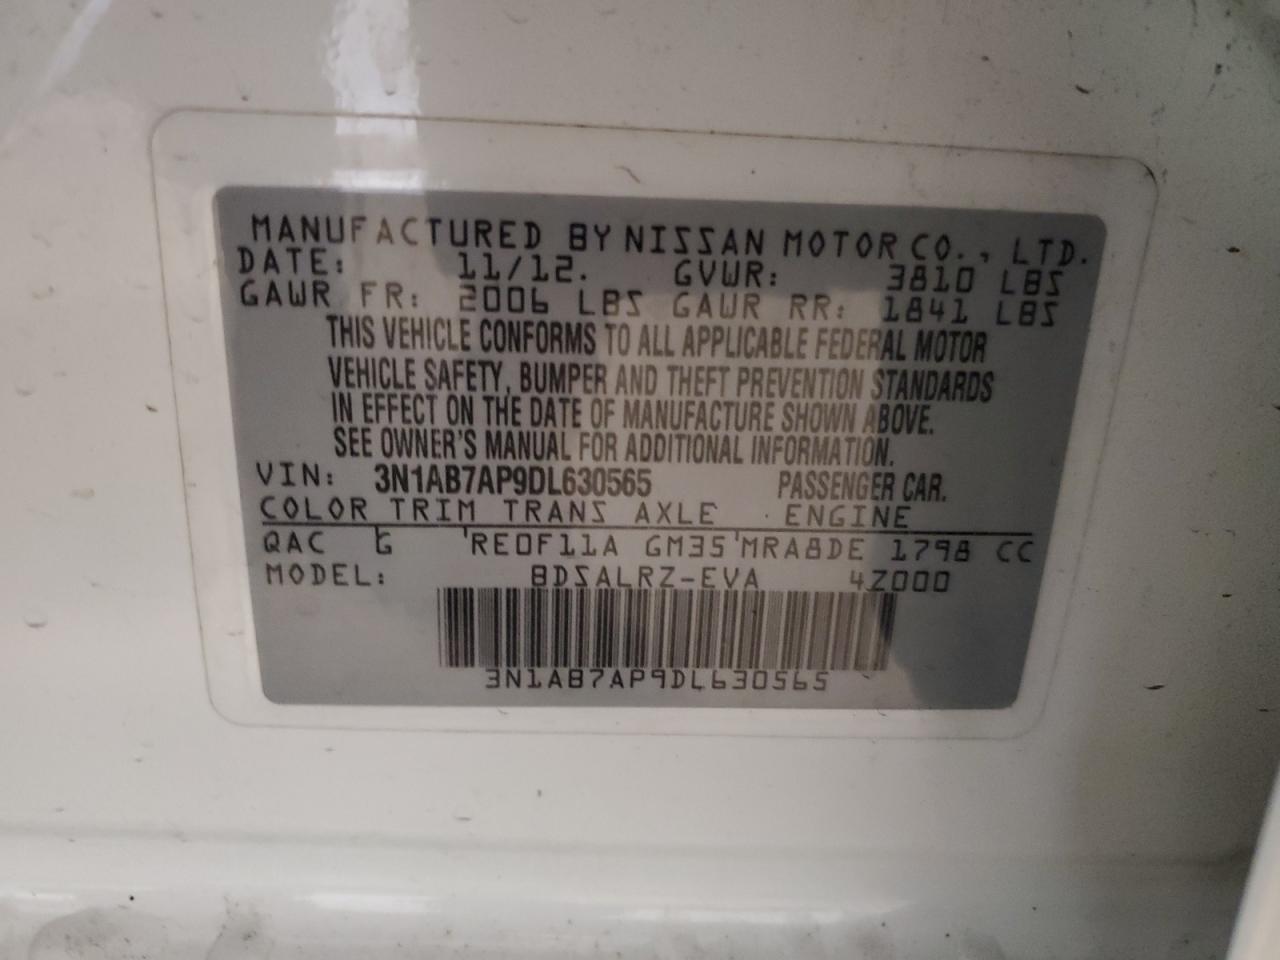 MANUFACTURED BY NISSAN MOTOR CO., LTD.
DATE: 11/12. GVWR: 3810 LBS
GAWR FR: 2006 LBS GAWR RR: 1841 LBS
THIS VEHICLE CONFORMS TO ALL APPLICABLE FEDERAL MOTOR
VEHICLE SAFETY, BUMPER AND THEFT PREVENTION STANDARDS
IN EFFECT ON THE DATE OF MANUFACTURE SHOWN ABOVE.
SEE OWNER'S MANUAL FOR ADDITIONAL INFORMATION.
VIN: 3N1AB7AP9DL630565 PASSENGER CAR.
COLOR TRIM TRANS AXLE ENGINE
QAC G RE0F11A GM35 MRA8DE 1798 CC
MODEL: BDSALRZ-EVA 4Z000
3N1AB7AP9DL630565